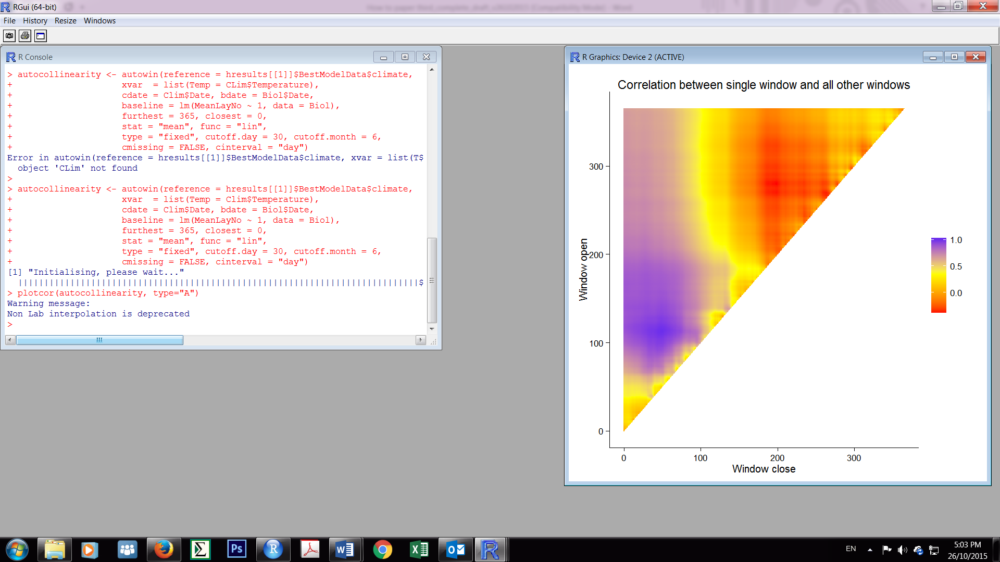 RGui (64-bit)
File History Resize Windows
R Console
> autocollinearity <- autowin(reference = hresults[[1]]$BestModelData$climate,
+ xvar = list(Temp = CLim$Temperature),
+ cdate = Clim$Date, bdate = Biol$Date,
+ baseline = lm(MeanLayNo ~ 1, data = Biol),
+ furthest = 365, closest = 0,
+ stat = "mean", func = "lin",
+ type = "fixed", cutoff.day = 30, cutoff.month = 6,
+ cmissing = FALSE, cinterval = "day")
Error in autowin(reference = hresults[[1]]$BestModelData$climate, xvar = list(T$
object 'CLim' not found
>
> autocollinearity <- autowin(reference = hresults[[1]]$BestModelData$climate,
+ xvar = list(Temp = Clim$Temperature),
+ cdate = Clim$Date, bdate = Biol$Date,
+ baseline = lm(MeanLayNo ~ 1, data = Biol),
+ furthest = 365, closest = 0,
+ stat = "mean", func = "lin",
+ type = "fixed", cutoff.day = 30, cutoff.month = 6,
+ cmissing = FALSE, cinterval = "day")
[1] "Initialising, please wait..."
> plotcor(autocollinearity, type="A")
Warning message:
Non Lab interpolation is deprecated
>
R Graphics: Device 2 (ACTIVE)
Correlation between single window and all other windows
Window open
300
200
100
0
0 100 200 300
Window close
1.0
0.5
0.0
Ps
EN
5:03 PM
26/10/2015